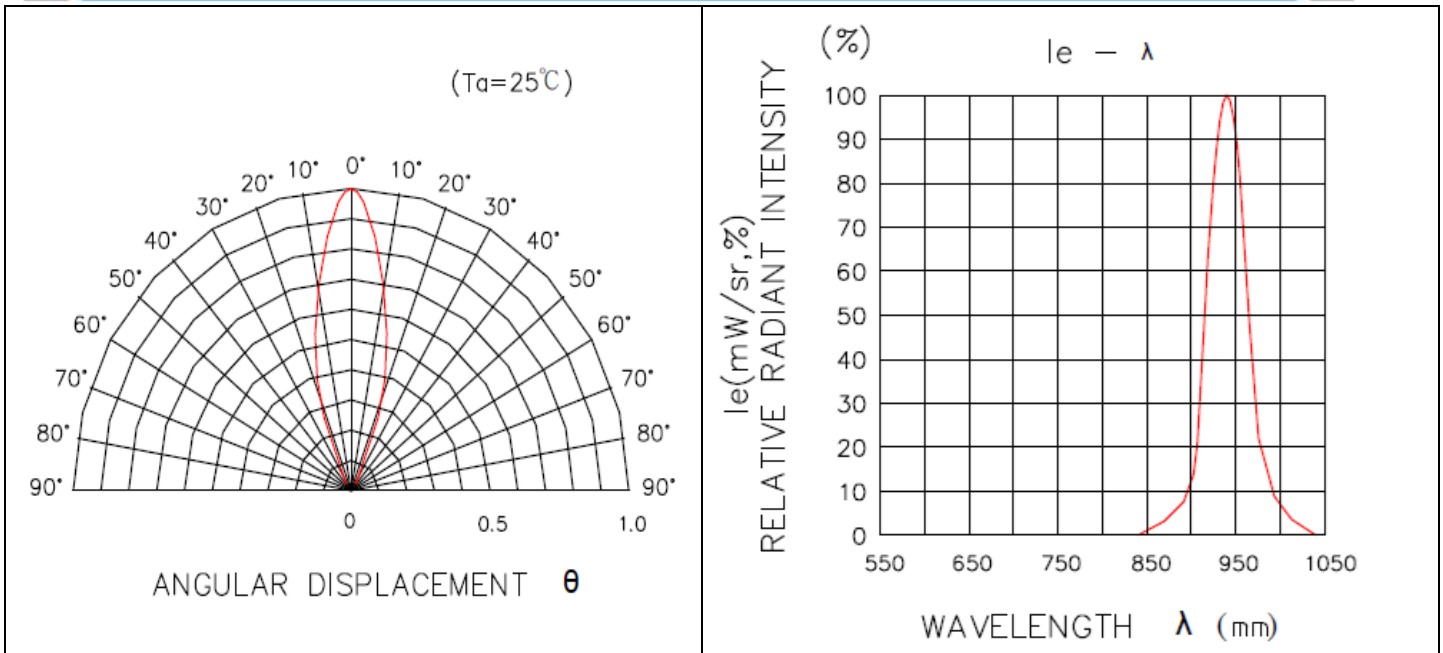 (Ta=25℃)
0°
10° 10°
20° 20°
30° 30°
40° 40°
50° 50°
60° 60°
70° 70°
80° 80°
90° 90°
0 0.5 1.0
ANGULAR DISPLACEMENT θ
(%)
Ie — λ
Ie(mW/sr,%)
RELATIVE RADIANT INTENSITY
100
90
80
70
60
50
40
30
20
10
0
550 650 750 850 950 1050
WAVELENGTH λ (mm)